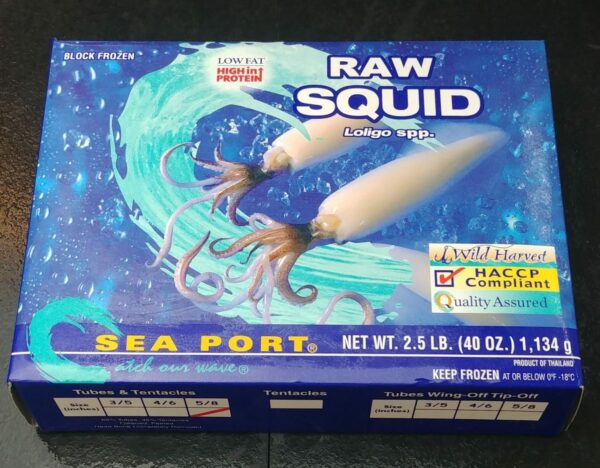 BLOCK FROZEN
LOW FAT
HIGH in
PROTEIN
RAW
SQUID
Loligo spp.
Wild Harvest
HACCP
Compliant
Quality Assured
SEA PORT®
Catch our wave®
NET WT. 2.5 LB. (40 OZ.) 1,134 g
PRODUCT OF THAILAND
KEEP FROZEN AT OR BELOW 0°F -18°C
Tubes & Tentacles
Size (inches) 3/5 4/6 5/8
Tentacles
Tubes Wing-Off Tip-Off
Size (inches) 3/5 4/6 5/8